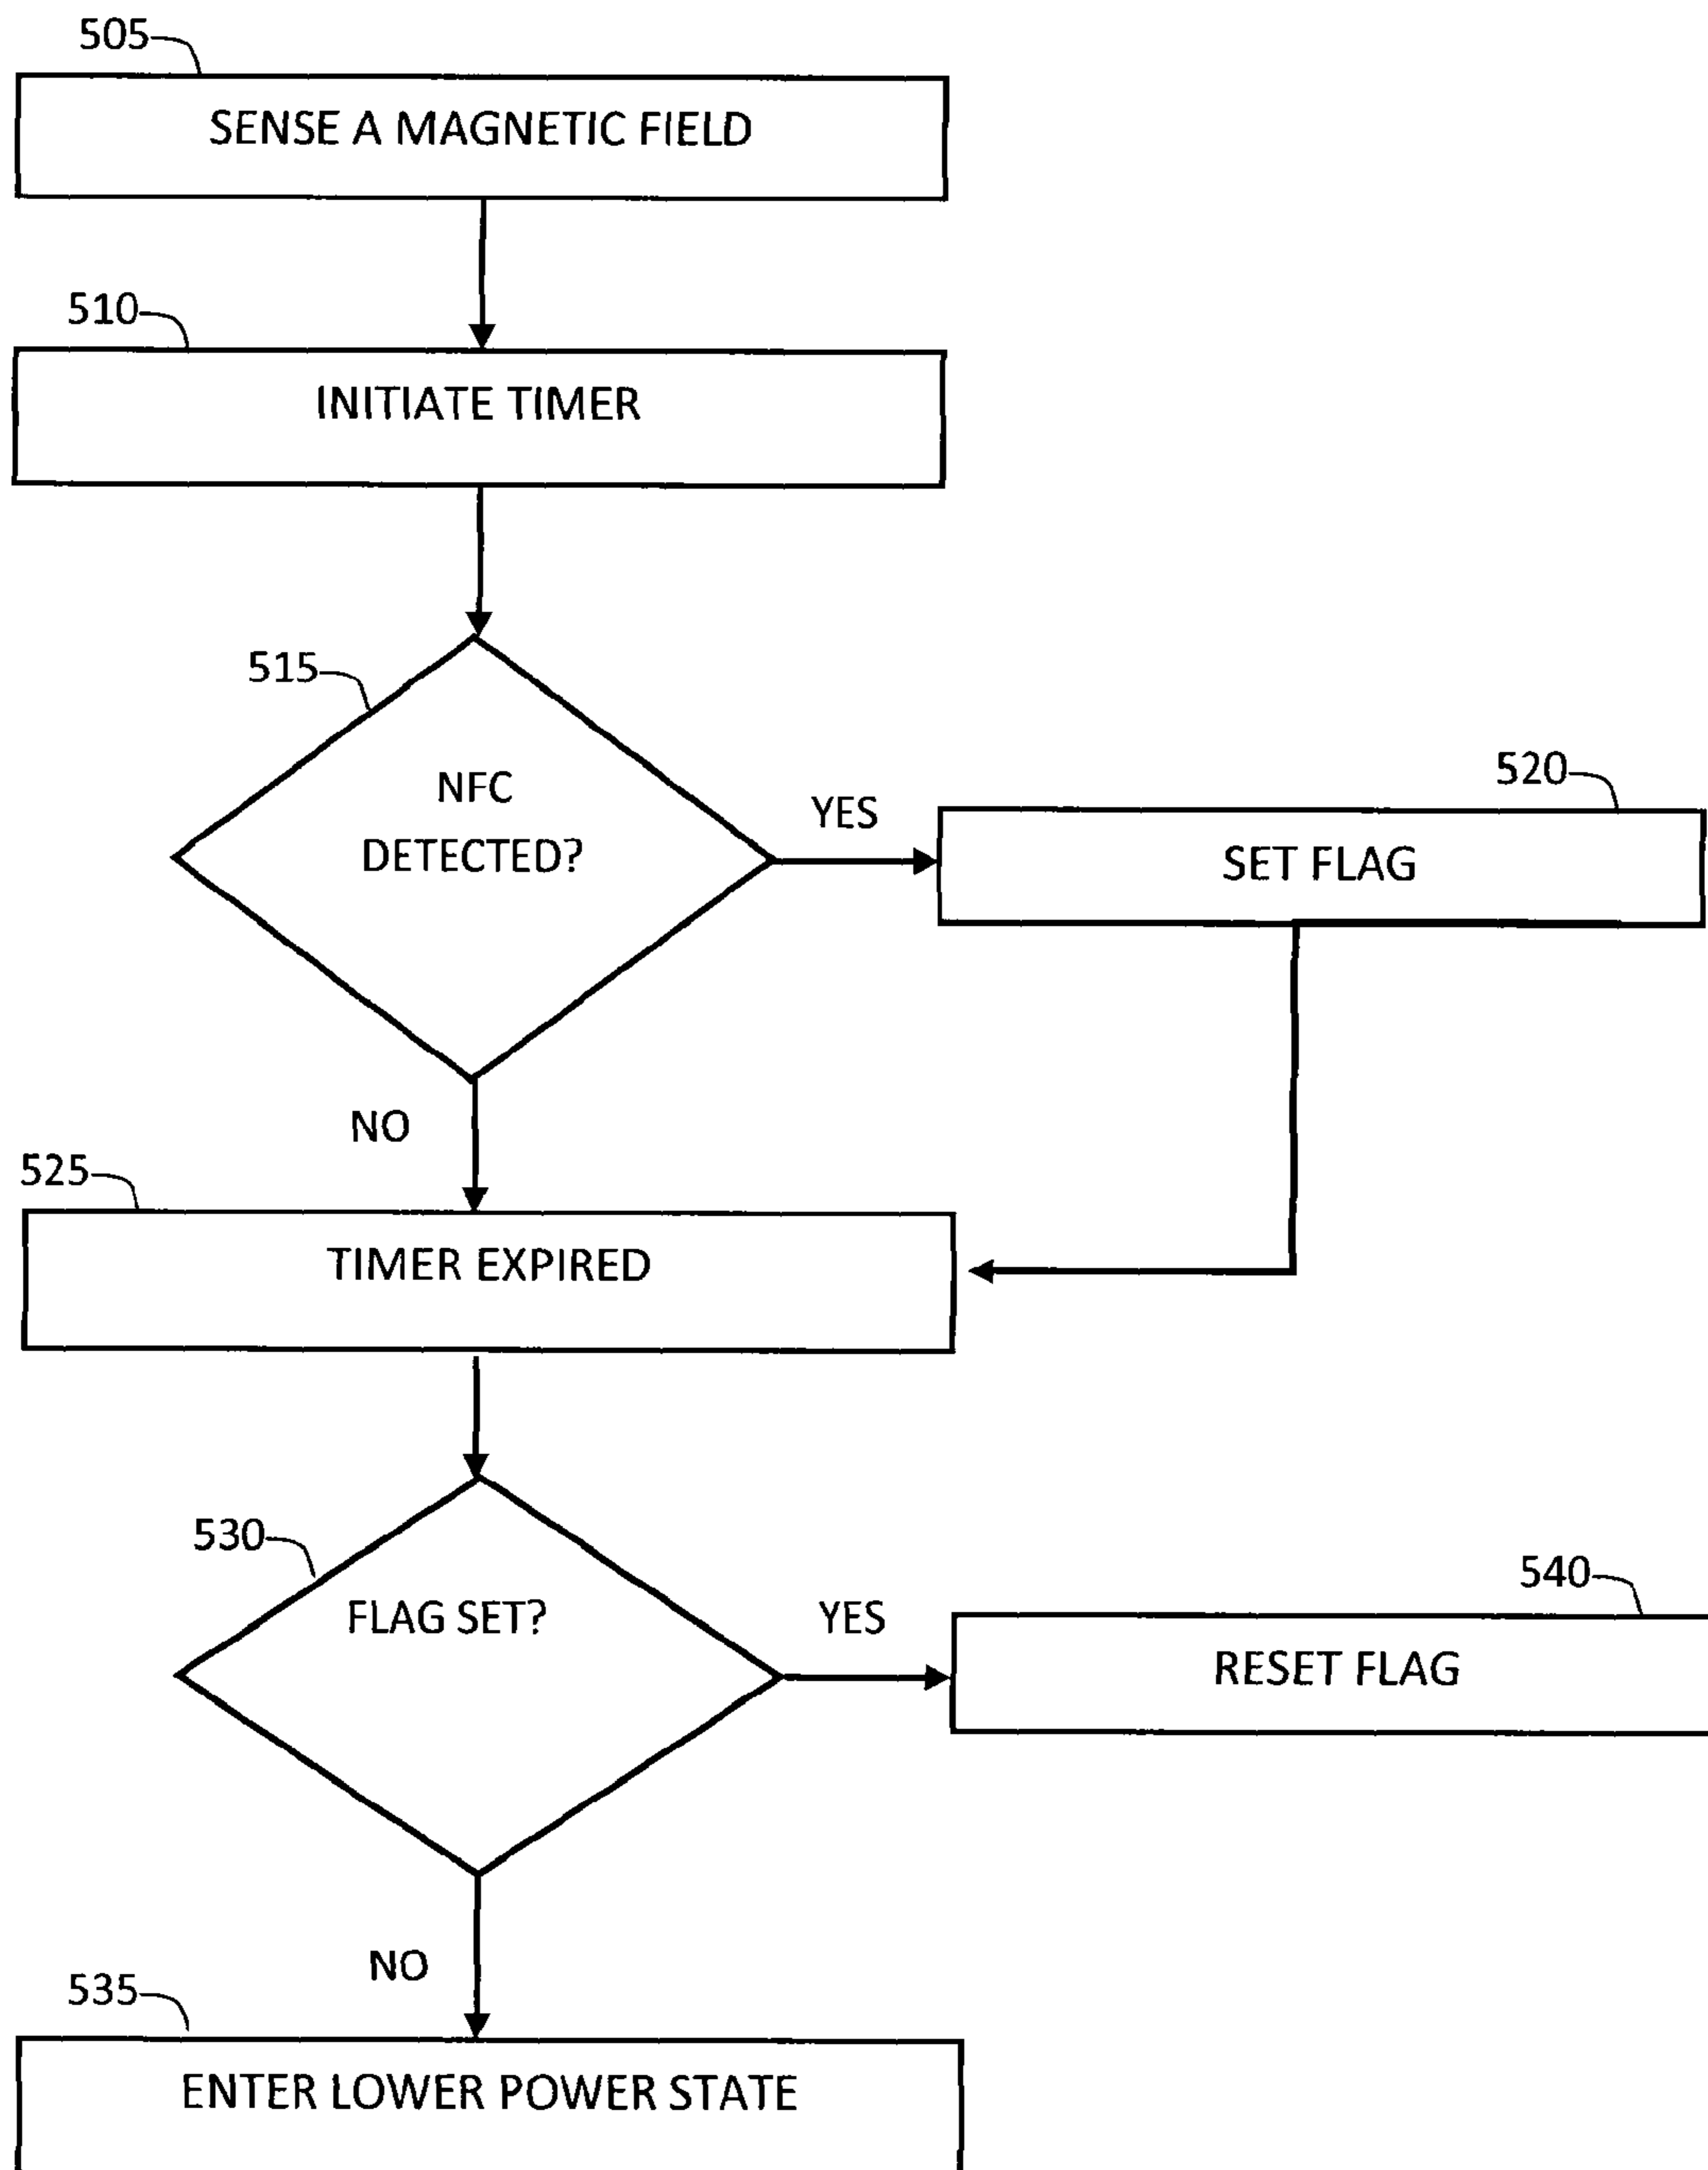 505
SENSE A MAGNETIC FIELD
510
INITIATE TIMER
515
NFC
DETECTED?
YES
520
SET FLAG
NO
525
TIMER EXPIRED
530
FLAG SET?
YES
540
RESET FLAG
NO
535
ENTER LOWER POWER STATE